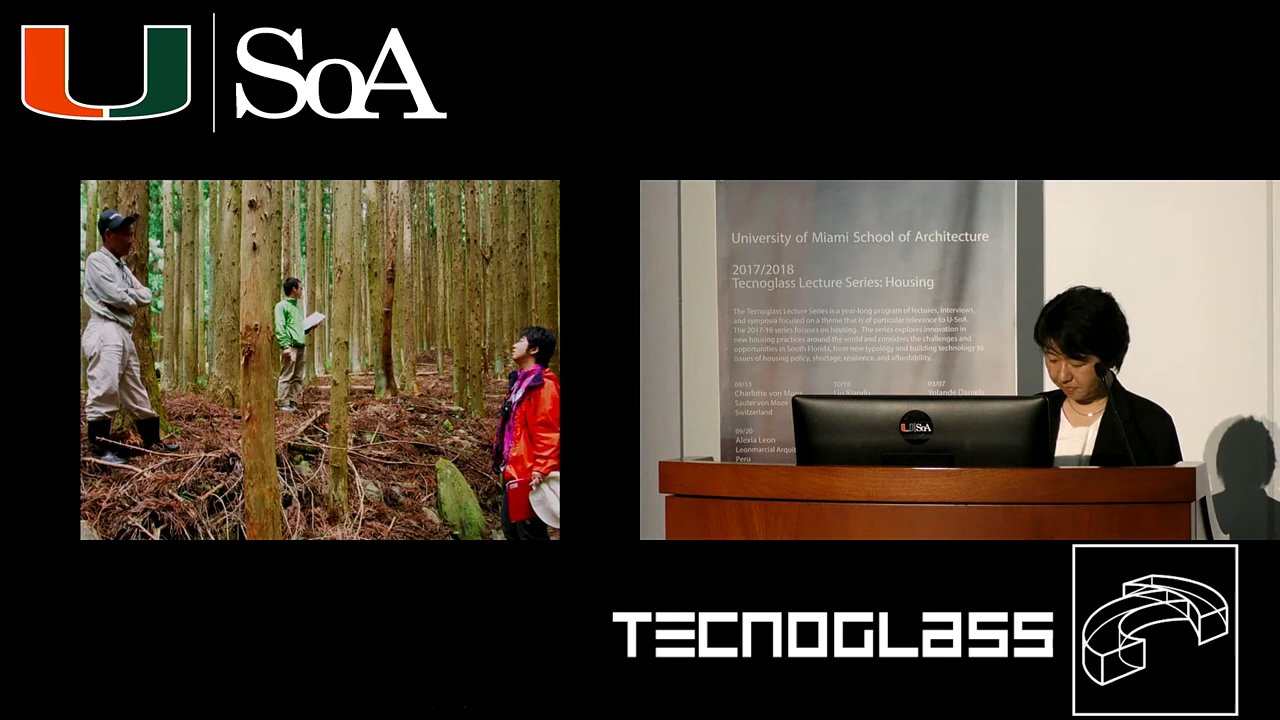 U SoA
University of Miami School of Architecture
2017/2018
Tecnoglass Lecture Series: Housing
The Tecnoglass Lecture Series is a year-long program of lectures, interviews,
and symposia focused on a theme that is of particular relevance to U-SoA.
The 2017-18 series focuses on housing. The series explores innovation in
new housing practices around the world and considers the challenges and
opportunities in South Florida, from new typology and building technology to
issues of housing policy, shortage, resilience, and affordability.
09/13 10/18 03/07
Charlotte von Moos Yolande Daniels
Sauter von Moos
Switzerland
09/20
Alexia Leon
Leonmarcial Arquit
Peru
U SoA
TECNOGLASS